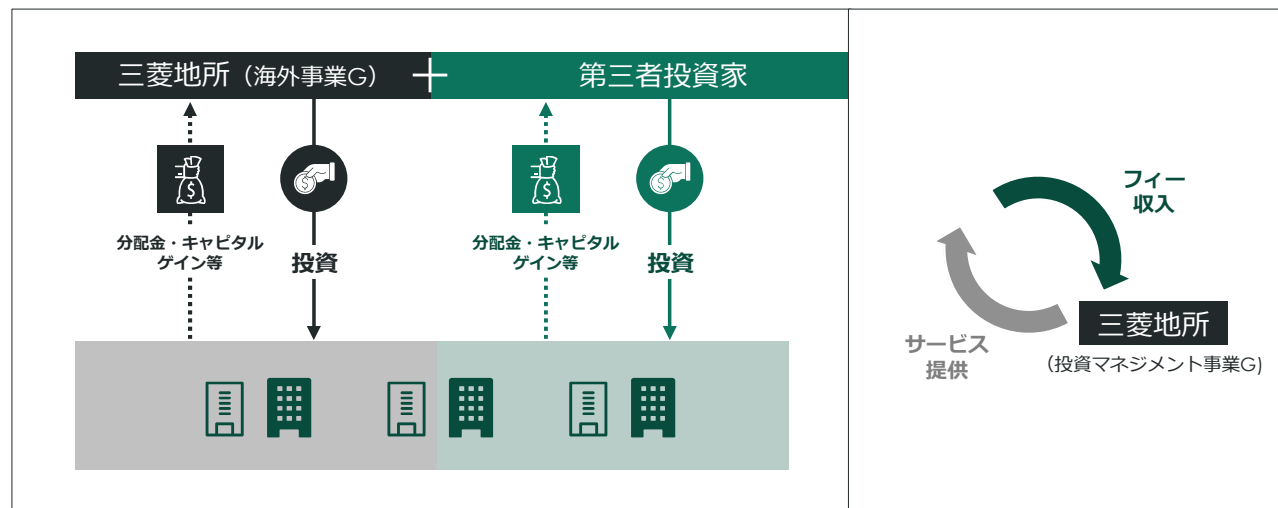 三菱地所（海外事業G）
第三者投資家
分配金・キャピタル
ゲイン等
投資
分配金・キャピタル
ゲイン等
投資
フィー
収入
サービス
提供
三菱地所
（投資マネジメント事業G)